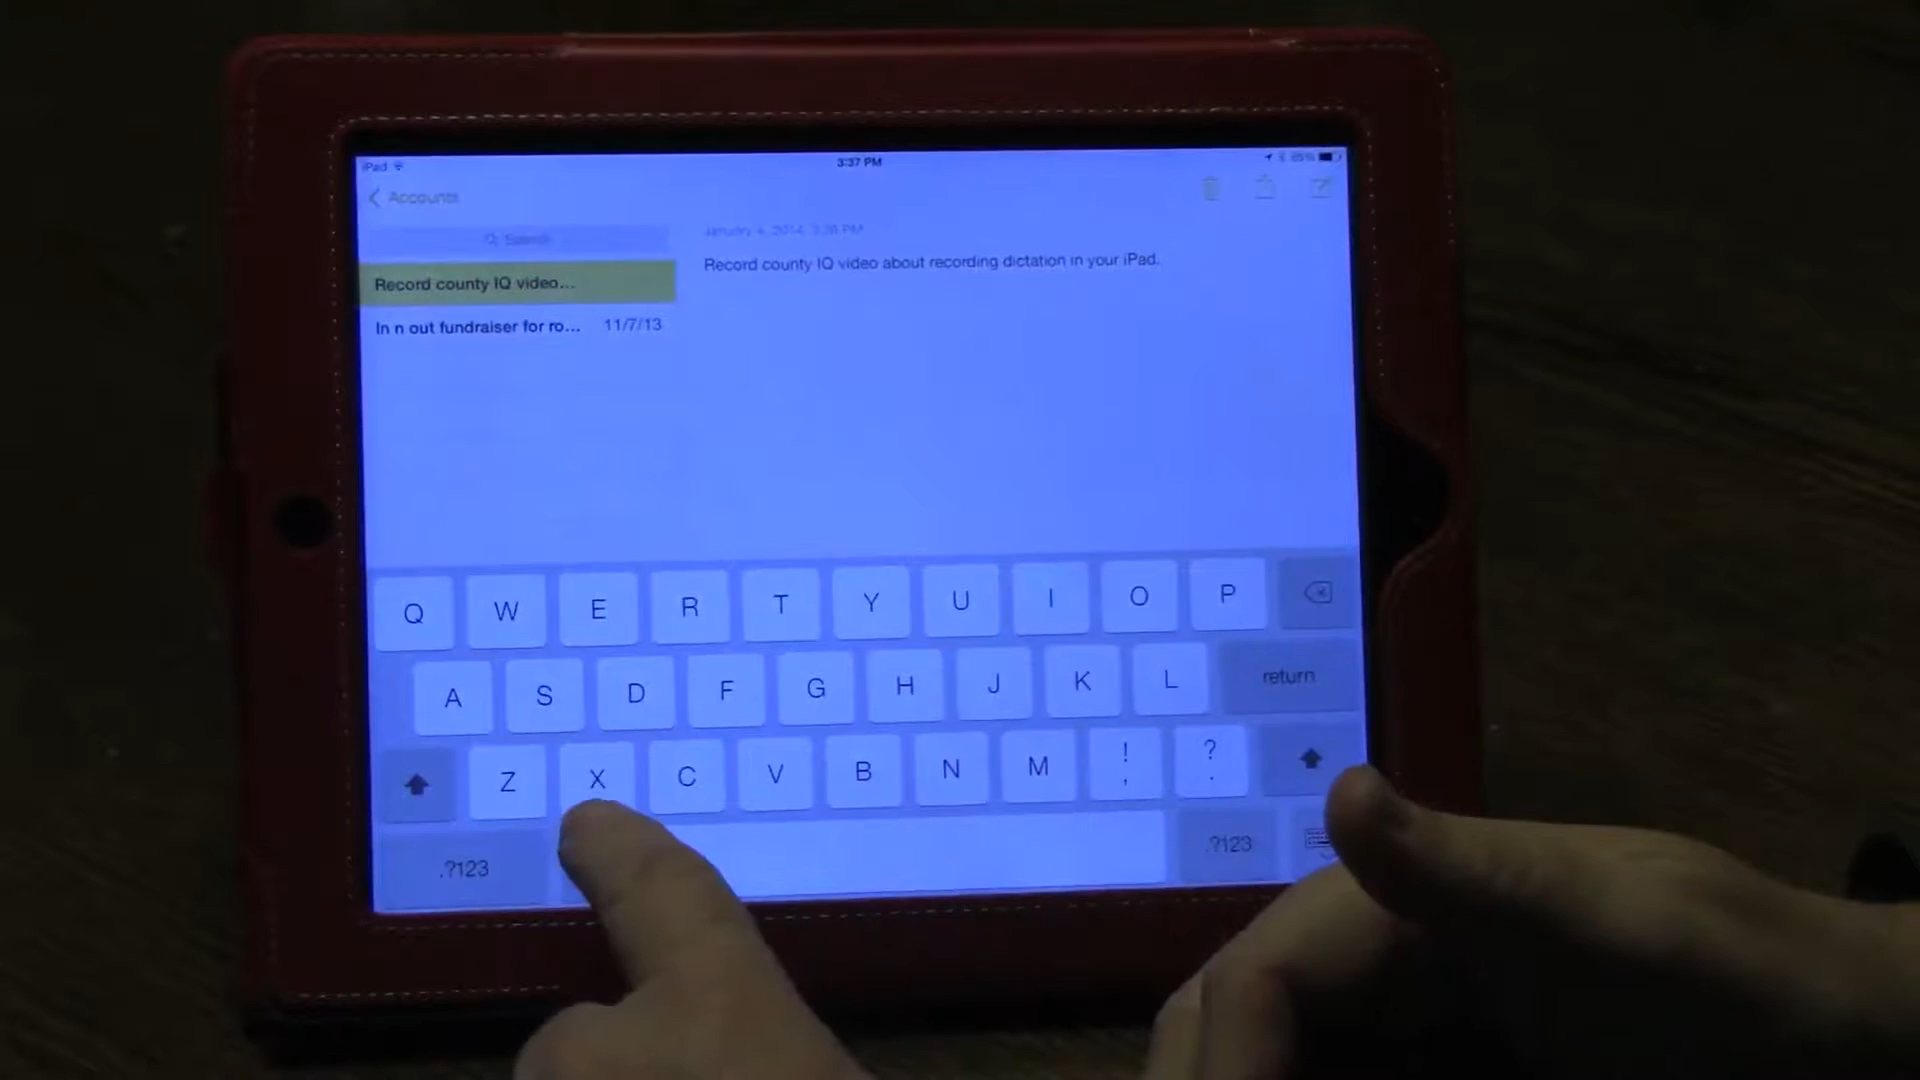 iPad
3:37 PM
85%
Accounts
Search
January 4, 2014, 3:36 PM
Record county IQ video...
Record county IQ video about recording dictation in your iPad.
In n out fundraiser for ro... 11/7/13
Q W E R T Y U I O P
A S D F G H J K L return
Z X C V B N M ! , ? .
.?123 .?123